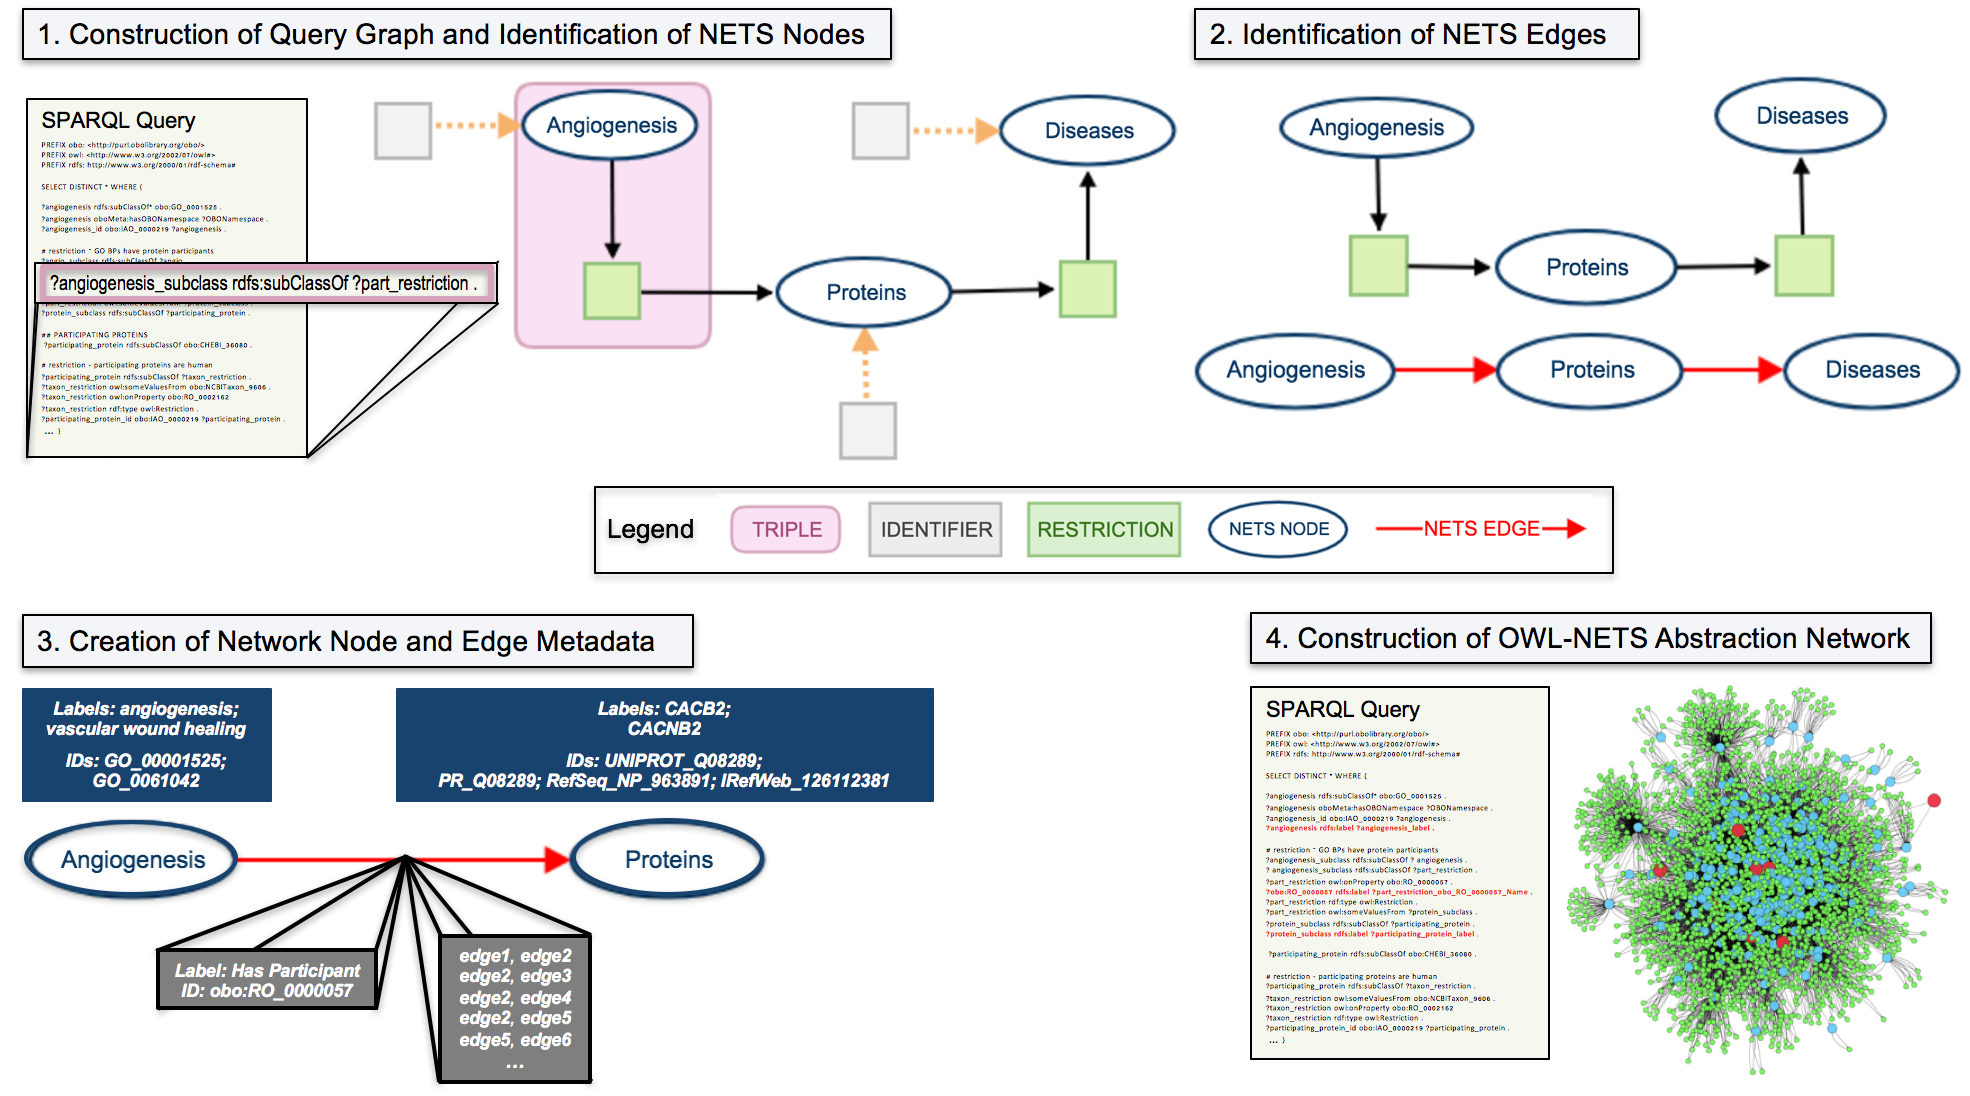 1. Construction of Query Graph and Identification of NETS Nodes
SPARQL Query
PREFIX obo: <http://purl.obolibrary.org/obo/>
PREFIX owl: <http://www.w3.org/2002/07/owl#>
PREFIX rdfs: http://www.w3.org/2000/01/rdf-schema#
SELECT DISTINCT * WHERE {
?angiogenesis rdfs:subClassOf* obo:GO_0001525 .
?angiogenesis oboMeta:hasOBONamespace ?OBONamespace .
?angiogenesis_id obo:IAO_0000219 ?angiogenesis .
# restriction ~ GO BPs have protein participants
?angiogenesis_subclass rdfs:subClassOf ?part_restriction .
?protein_subclass rdfs:subClassOf ?participating_protein .
## PARTICIPATING PROTEINS
?participating_protein rdfs:subClassOf obo:CHEBI_36080 .
# restriction - participating proteins are human
?participating_protein rdfs:subClassOf ?taxon_restriction .
?taxon_restriction owl:someValuesFrom obo:NCBITaxon_9606 .
?taxon_restriction owl:onProperty obo:RO_0002162
?taxon_restriction rdf:type owl:Restriction .
?participating_protein_id obo:IAO_0000219 ?participating_protein .
... }
Angiogenesis
Proteins
Diseases
2. Identification of NETS Edges
Angiogenesis
Diseases
Proteins
Angiogenesis
Proteins
Diseases
Legend
TRIPLE
IDENTIFIER
RESTRICTION
NETS NODE
NETS EDGE
3. Creation of Network Node and Edge Metadata
Labels: angiogenesis;
vascular wound healing
IDs: GO_00001525;
GO_0061042
Labels: CACB2;
CACNB2
IDs: UNIPROT_Q08289;
PR_Q08289; RefSeq_NP_963891; IRefWeb_126112381
Angiogenesis
Proteins
Label: Has Participant
ID: obo:RO_0000057
edge1, edge2
edge2, edge3
edge2, edge4
edge2, edge5
edge5, edge6
...
4. Construction of OWL-NETS Abstraction Network
SPARQL Query
PREFIX obo: <http://purl.obolibrary.org/obo/>
PREFIX owl: <http://www.w3.org/2002/07/owl#>
PREFIX rdfs: http://www.w3.org/2000/01/rdf-schema#
SELECT DISTINCT * WHERE {
?angiogenesis rdfs:subClassOf* obo:GO_0001525 .
?angiogenesis oboMeta:hasOBONamespace ?OBONamespace .
?angiogenesis_id obo:IAO_0000219 ?angiogenesis .
?angiogenesis rdfs:label ?angiogenesis_label .
# restriction ~ GO BPs have protein participants
?angiogenesis_subclass rdfs:subClassOf ? angiogenesis .
? angiogenesis_subclass rdfs:subClassOf ?part_restriction .
?part_restriction owl:onProperty obo:RO_0000057 .
?obo:RO_0000057 rdfs:label ?part_restriction_obo_RO_0000057_Name .
?part_restriction rdf:type owl:Restriction .
?part_restriction owl:someValuesFrom ?protein_subclass .
?protein_subclass rdfs:subClassOf ?participating_protein .
?protein_subclass rdfs:label ?participating_protein_label .
?participating_protein rdfs:subClassOf obo:CHEBI_36080 .
# restriction - participating proteins are human
?participating_protein rdfs:subClassOf ?taxon_restriction .
?taxon_restriction owl:someValuesFrom obo:NCBITaxon_9606 .
?taxon_restriction owl:onProperty obo:RO_0002162
?taxon_restriction rdf:type owl:Restriction .
?participating_protein_id obo:IAO_0000219 ?participating_protein .
... }